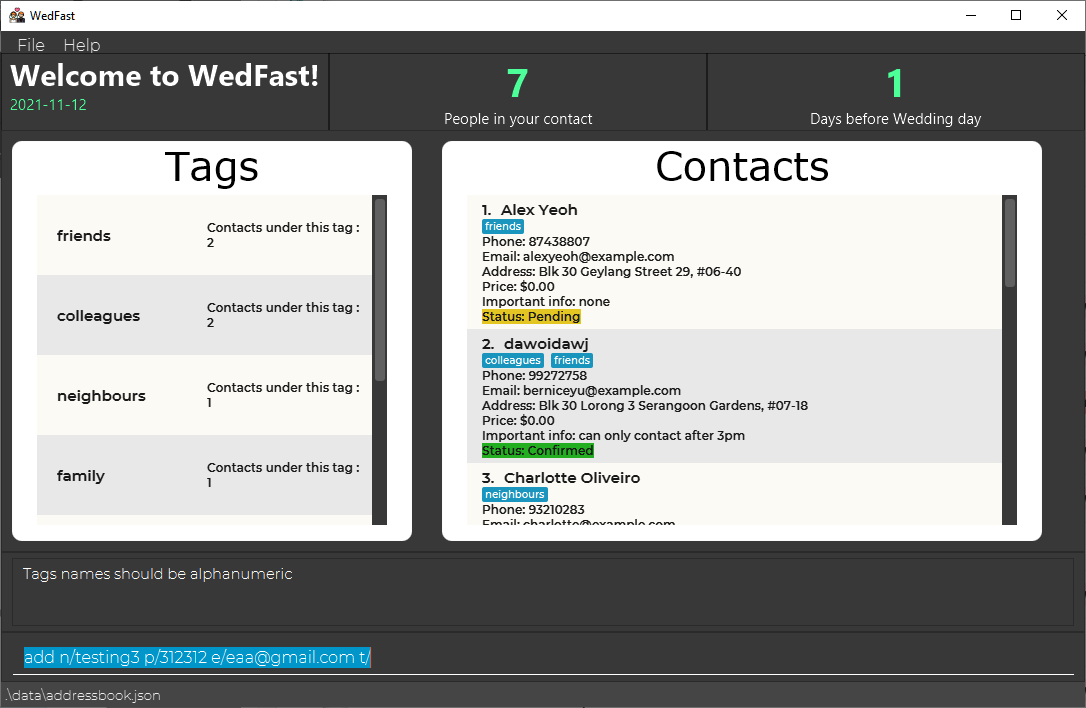 WedFast
File Help
Welcome to WedFast!
2021-11-12
7
People in your contact
1
Days before Wedding day
Tags
friends
Contacts under this tag :
2
colleagues
Contacts under this tag :
2
neighbours
Contacts under this tag :
1
family
Contacts under this tag :
1
Contacts
1. Alex Yeoh
friends
Phone: 87438807
Email: alexyeoh@example.com
Address: Blk 30 Geylang Street 29, #06-40
Price: $0.00
Important info: none
Status: Pending
2. dawoidawj
colleagues friends
Phone: 99272758
Email: berniceyu@example.com
Address: Blk 30 Lorong 3 Serangoon Gardens, #07-18
Price: $0.00
Important info: can only contact after 3pm
Status: Confirmed
3. Charlotte Oliveiro
neighbours
Phone: 93210283
Email: charlotte@example.com
Tags names should be alphanumeric
add n/testing3 p/312312 e/eaa@gmail.com t/
.\data\addressbook.json